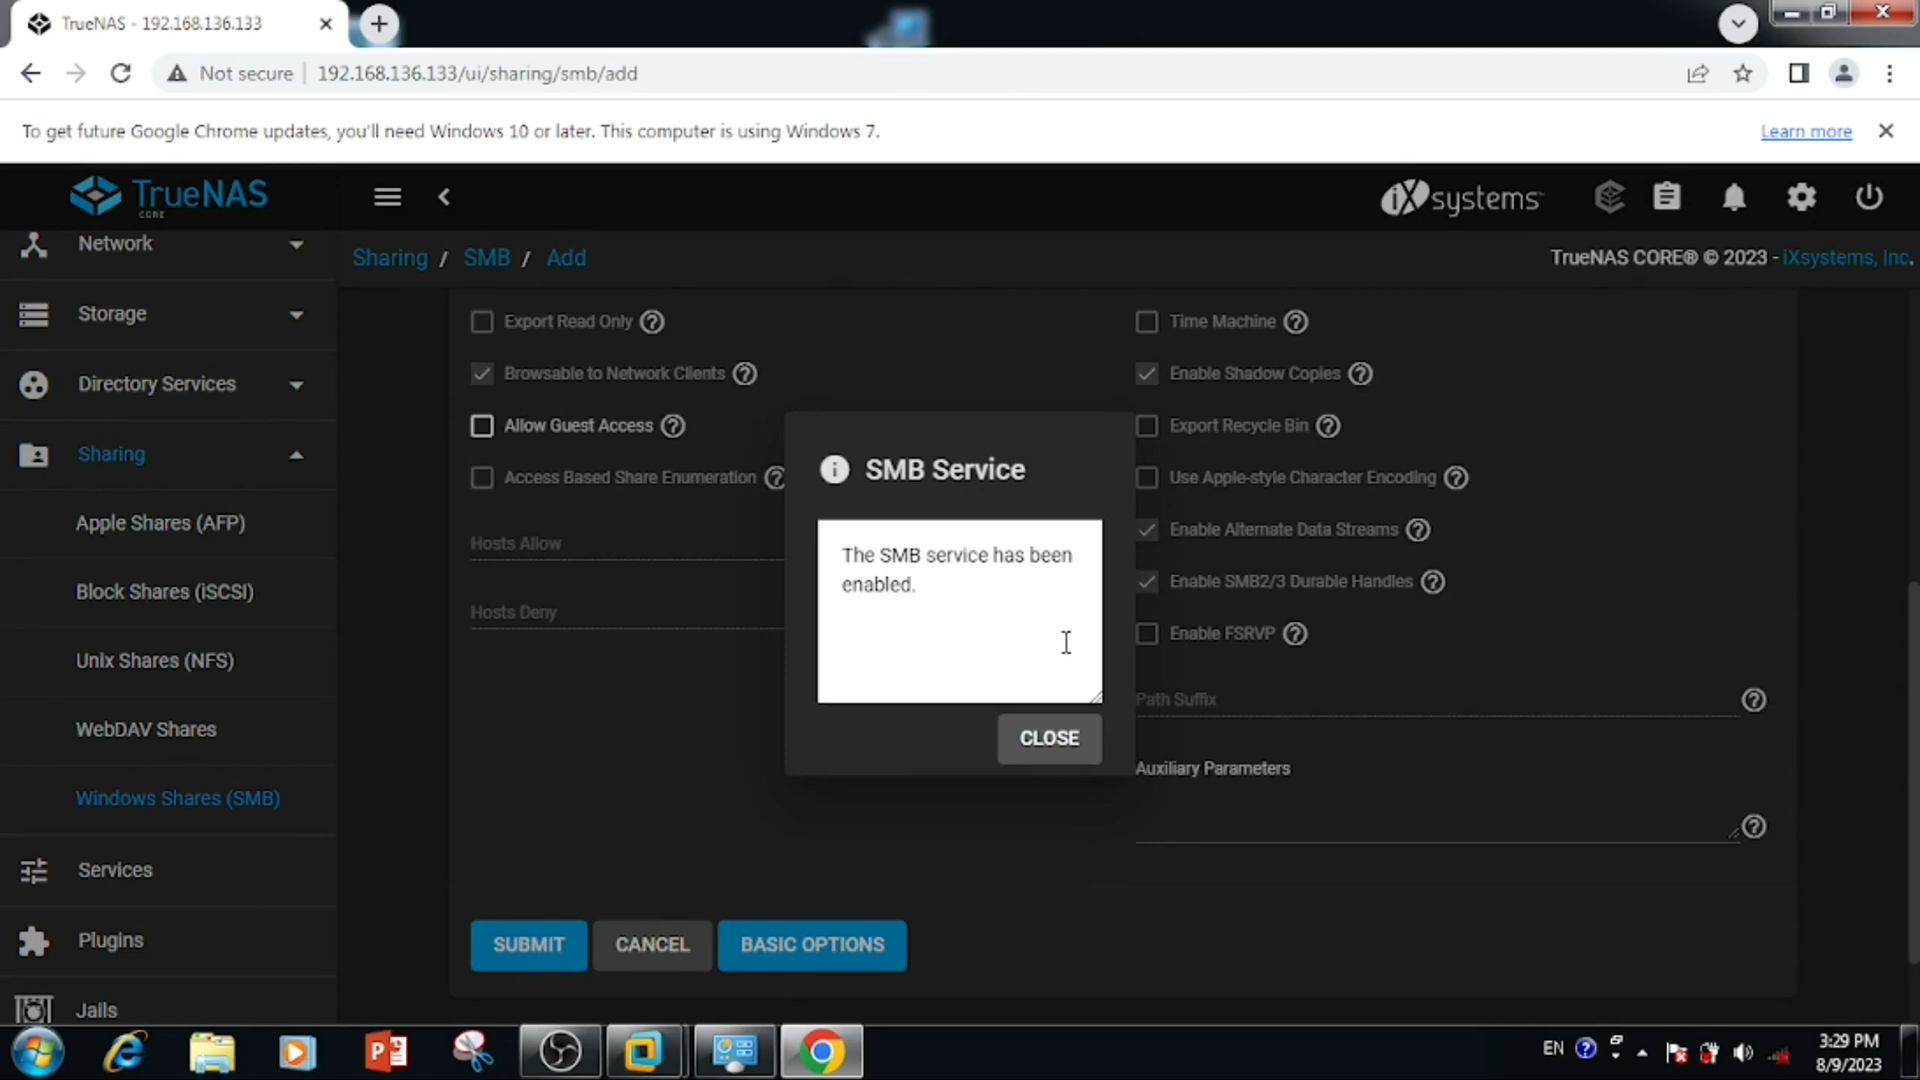 TrueNAS - 192.168.136.133
Not secure
192.168.136.133/ui/sharing/smb/add
To get future Google Chrome updates, you'll need Windows 10 or later. This computer is using Windows 7.
Learn more
TrueNAS
CORE
iXsystems
Network
Sharing / SMB / Add
TrueNAS CORE® © 2023 - iXsystems, Inc.
Storage
Directory Services
Sharing
Apple Shares (AFP)
Block Shares (iSCSI)
Unix Shares (NFS)
WebDAV Shares
Windows Shares (SMB)
Services
Plugins
Jails
Export Read Only
Browsable to Network Clients
Allow Guest Access
Access Based Share Enumeration
Hosts Allow
Hosts Deny
Time Machine
Enable Shadow Copies
Export Recycle Bin
Use Apple-style Character Encoding
Enable Alternate Data Streams
Enable SMB2/3 Durable Handles
Enable FSRVP
Path Suffix
Auxiliary Parameters
SMB Service
The SMB service has been
enabled.
CLOSE
SUBMIT
CANCEL
BASIC OPTIONS
EN
3:29 PM
8/9/2023